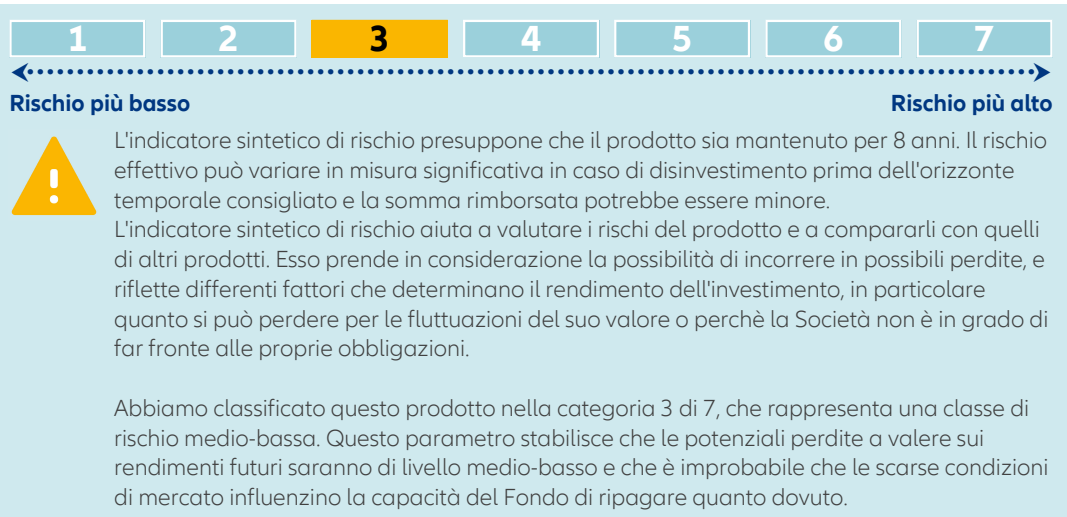 1 2 3 4 5 6 7
Rischio più basso Rischio più alto
L'indicatore sintetico di rischio presuppone che il prodotto sia mantenuto per 8 anni. Il rischio
effettivo può variare in misura significativa in caso di disinvestimento prima dell'orizzonte
temporale consigliato e la somma rimborsata potrebbe essere minore.
L'indicatore sintetico di rischio aiuta a valutare i rischi del prodotto e a compararli con quelli
di altri prodotti. Esso prende in considerazione la possibilità di incorrere in possibili perdite, e
riflette differenti fattori che determinano il rendimento dell'investimento, in particolare
quanto si può perdere per le fluttuazioni del suo valore o perchè la Società non è in grado di
far fronte alle proprie obbligazioni.
Abbiamo classificato questo prodotto nella categoria 3 di 7, che rappresenta una classe di
rischio medio-bassa. Questo parametro stabilisce che le potenziali perdite a valere sui
rendimenti futuri saranno di livello medio-basso e che è improbabile che le scarse condizioni
di mercato influenzino la capacità del Fondo di ripagare quanto dovuto.